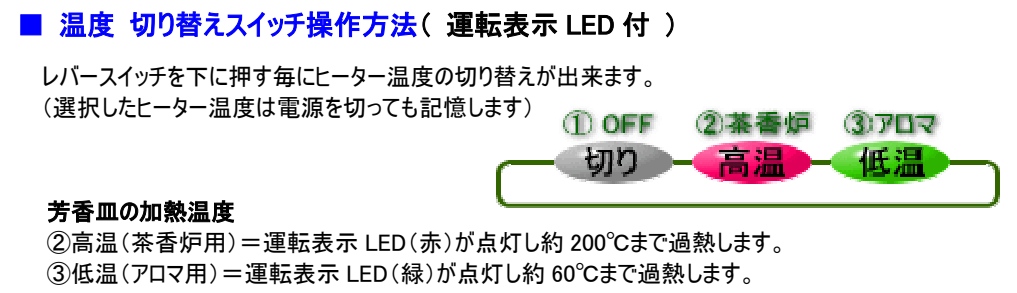 ■ 温度 切り替えスイッチ操作方法( 運転表示 LED 付 )
レバースイッチを下に押す毎にヒーター温度の切り替えが出来ます。
(選択したヒーター温度は電源を切っても記憶します)
① OFF ②茶香炉 ③アロマ
切り 高温 低温
芳香皿の加熱温度
②高温(茶香炉用)=運転表示 LED(赤)が点灯し約 200℃まで過熱します。
③低温(アロマ用)=運転表示 LED(緑)が点灯し約 60℃まで過熱します。